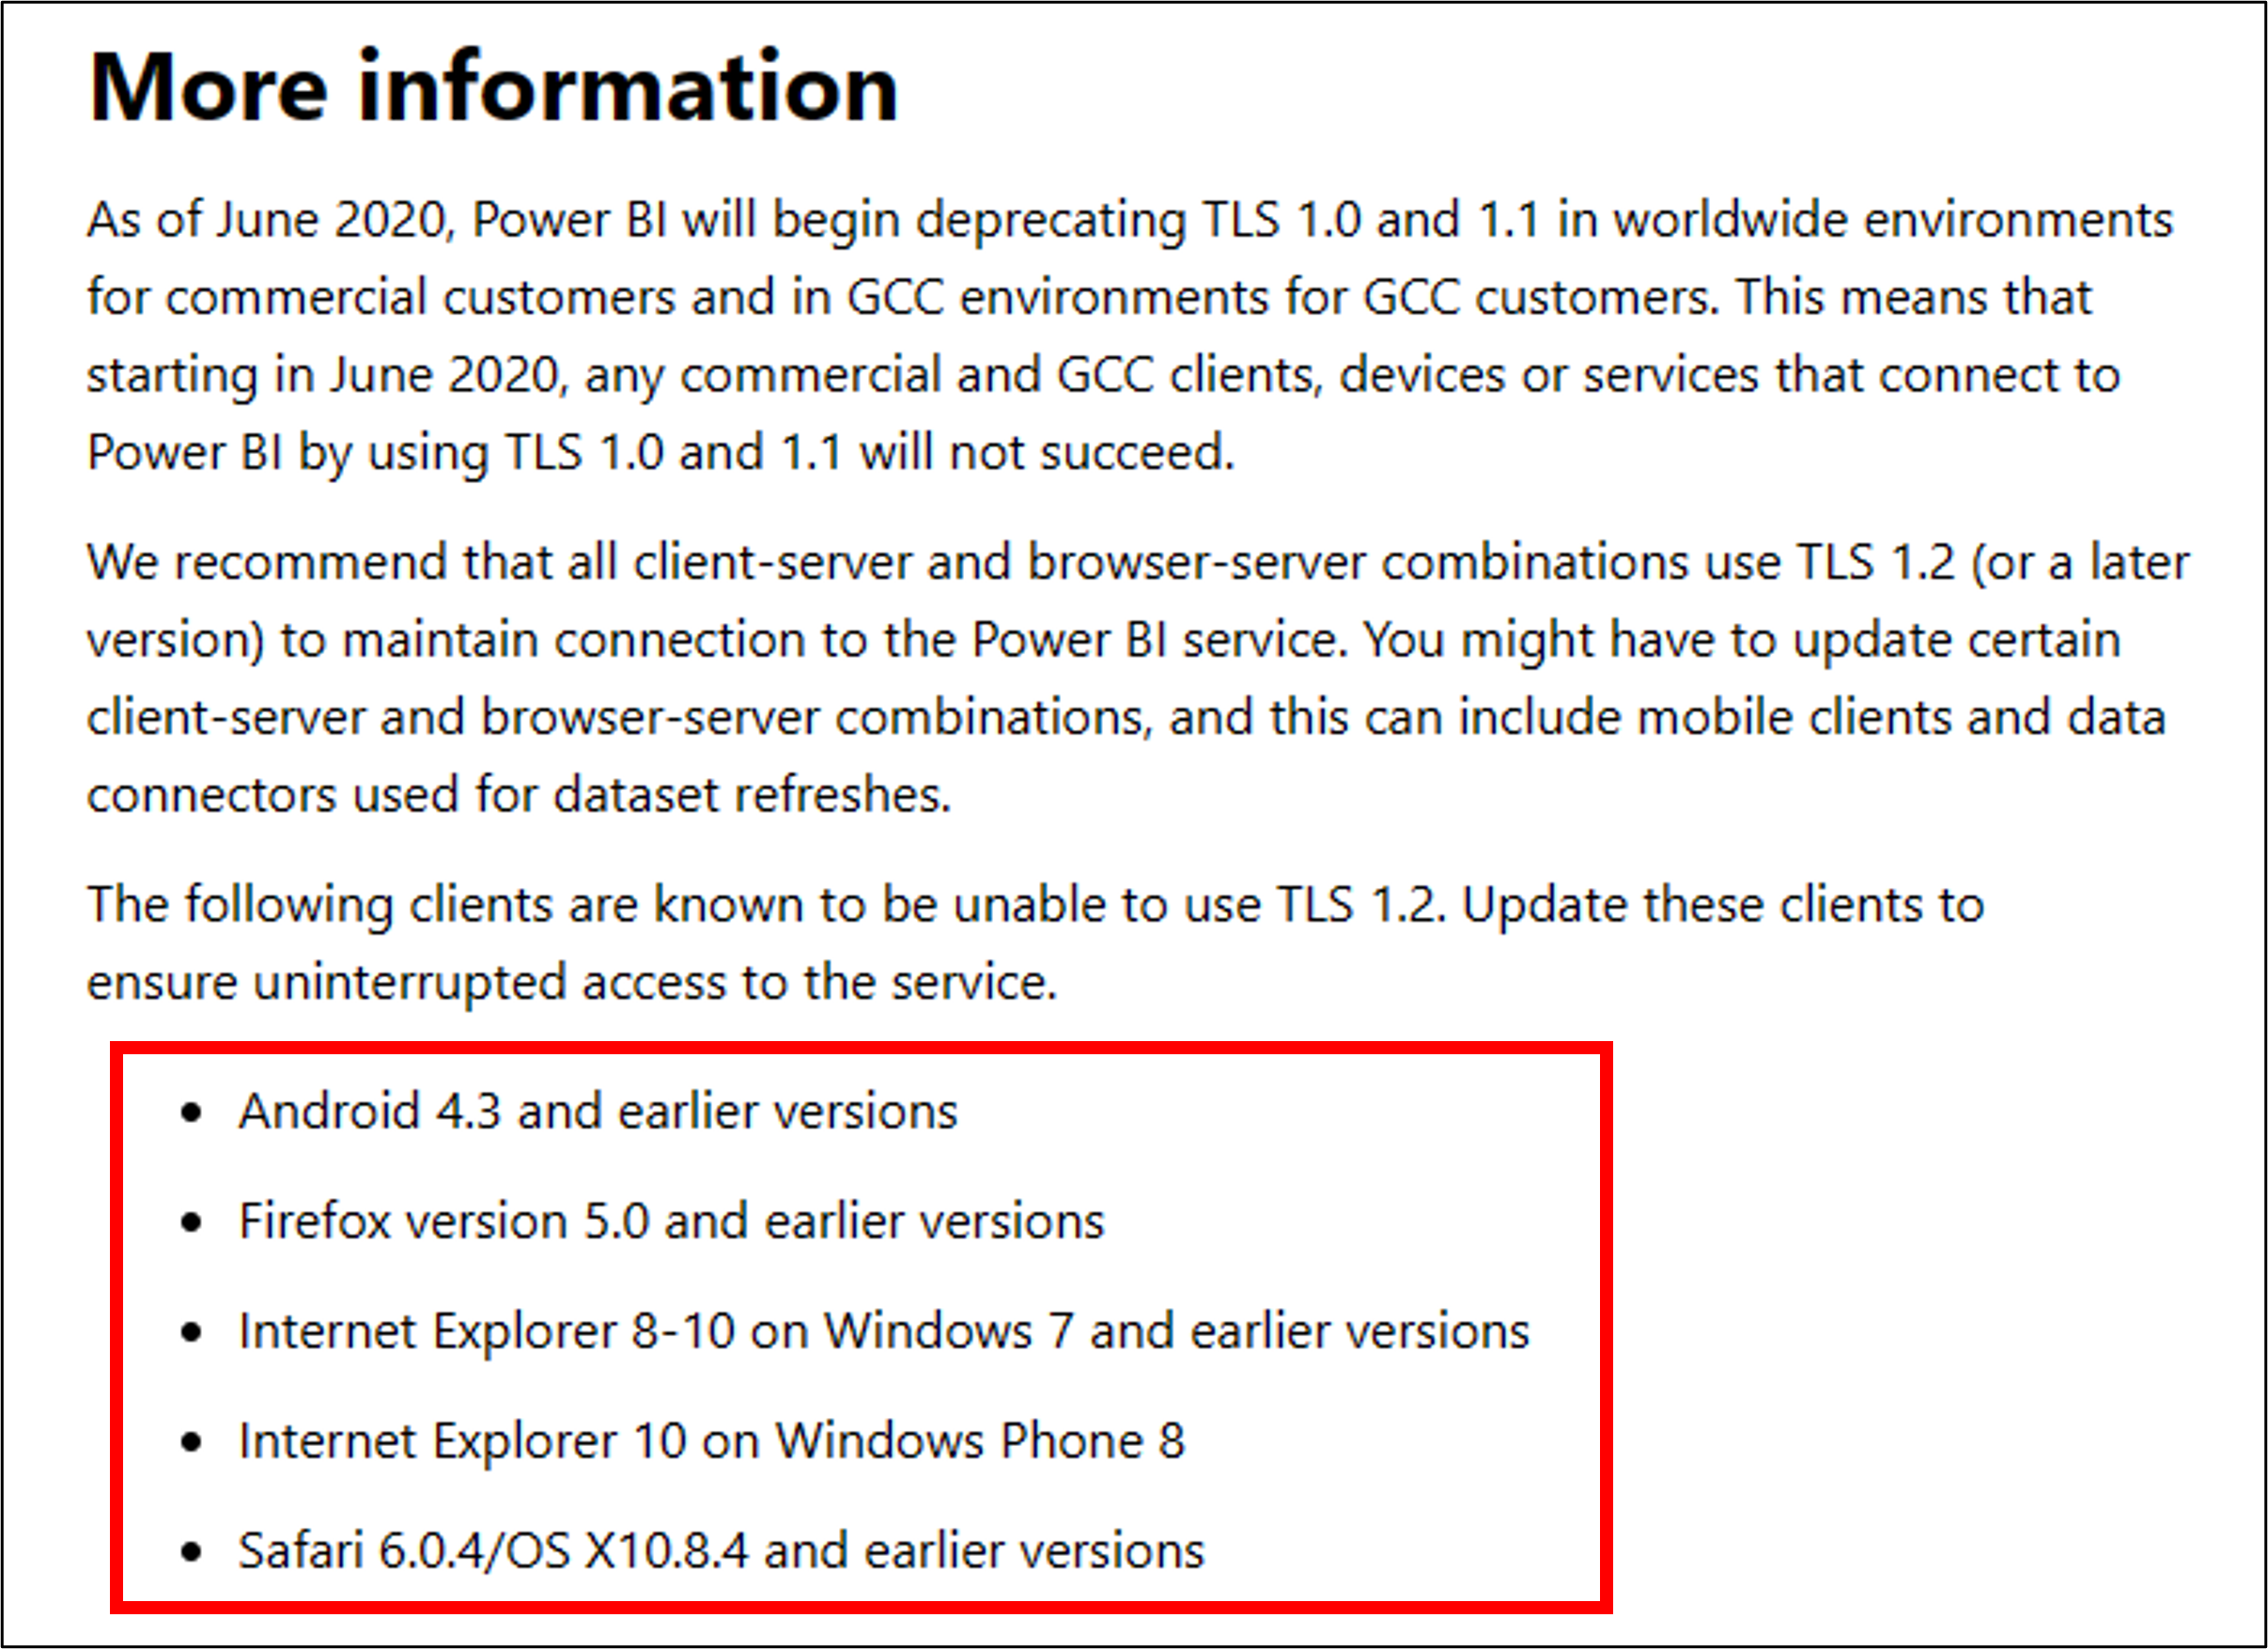 More information
As of June 2020, Power BI will begin deprecating TLS 1.0 and 1.1 in worldwide environments
for commercial customers and in GCC environments for GCC customers. This means that
starting in June 2020, any commercial and GCC clients, devices or services that connect to
Power BI by using TLS 1.0 and 1.1 will not succeed.
We recommend that all client-server and browser-server combinations use TLS 1.2 (or a later
version) to maintain connection to the Power BI service. You might have to update certain
client-server and browser-server combinations, and this can include mobile clients and data
connectors used for dataset refreshes.
The following clients are known to be unable to use TLS 1.2. Update these clients to
ensure uninterrupted access to the service.
• Android 4.3 and earlier versions
• Firefox version 5.0 and earlier versions
• Internet Explorer 8-10 on Windows 7 and earlier versions
• Internet Explorer 10 on Windows Phone 8
• Safari 6.0.4/OS X10.8.4 and earlier versions